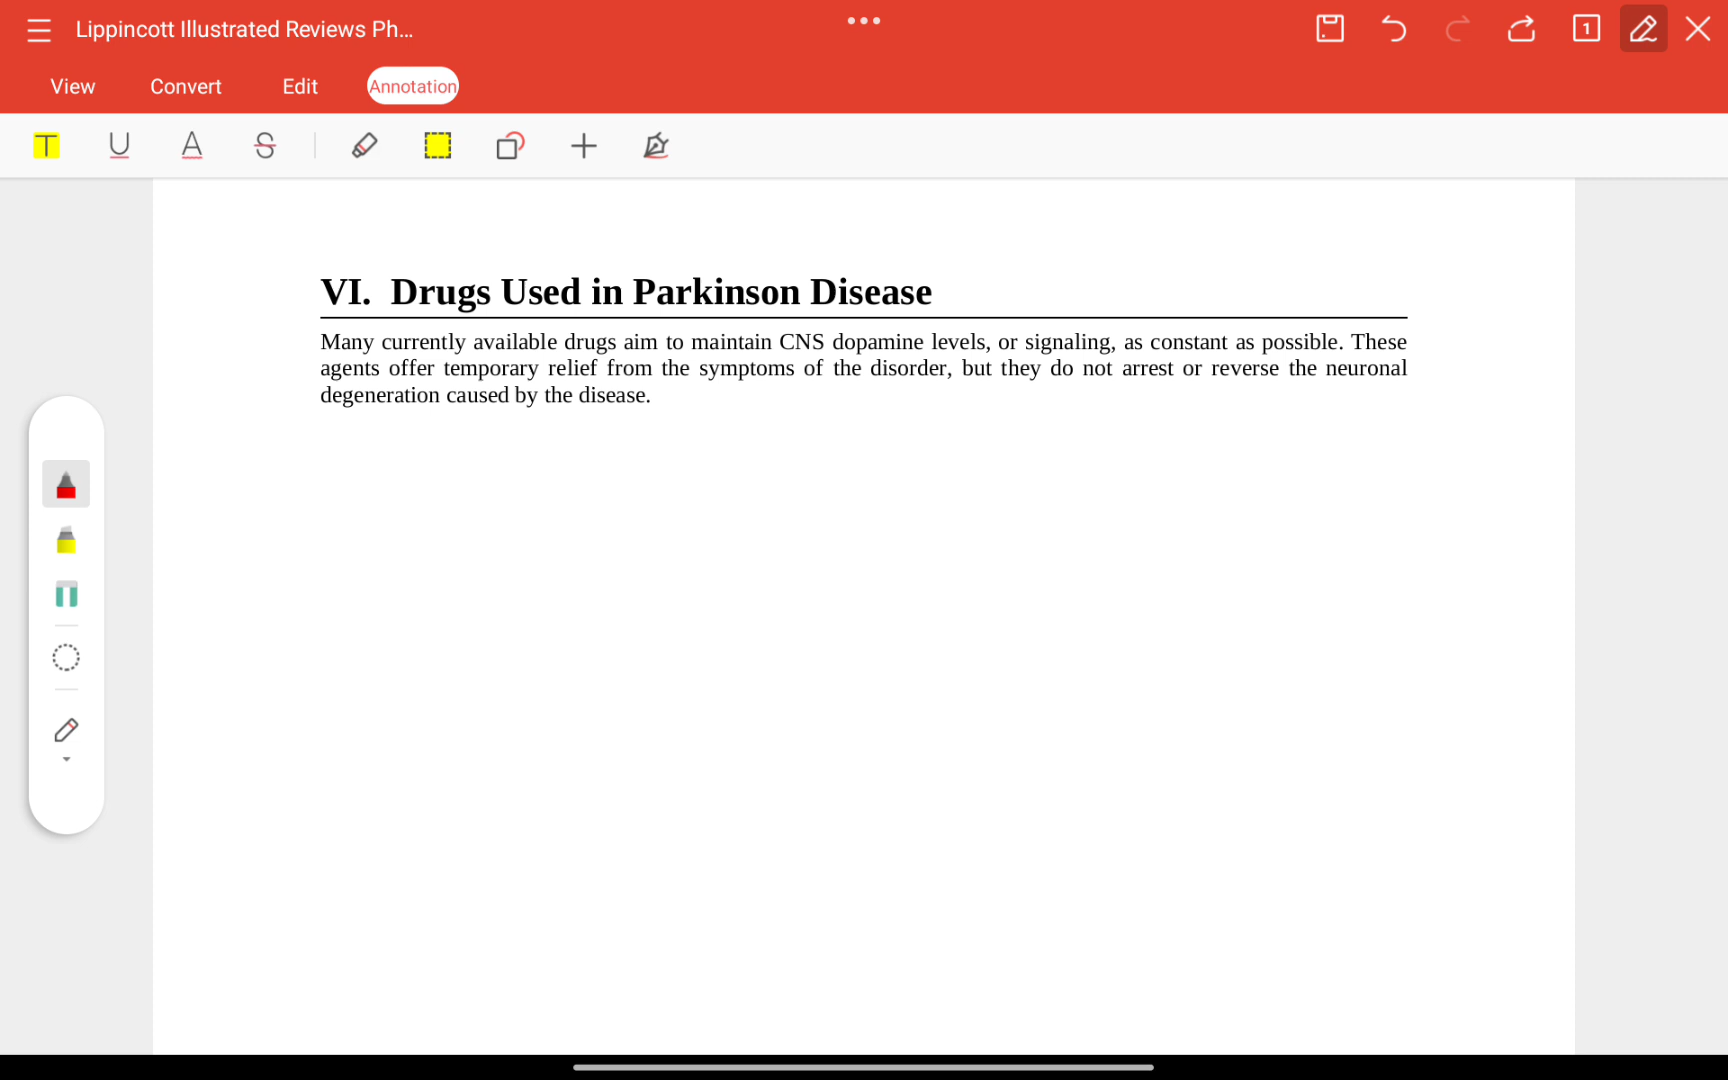 Lippincott Illustrated Reviews Ph...
1
View Convert Edit Annotation
T U A S
VI. Drugs Used in Parkinson Disease
Many currently available drugs aim to maintain CNS dopamine levels, or signaling, as constant as possible. These
agents offer temporary relief from the symptoms of the disorder, but they do not arrest or reverse the neuronal
degeneration caused by the disease.